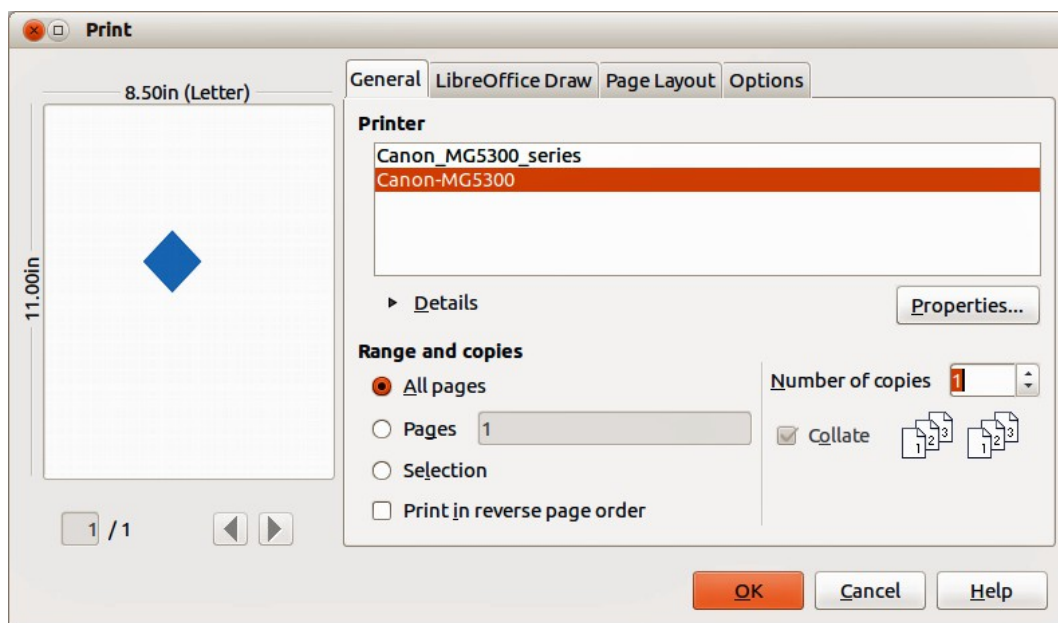 Print
8.50in (Letter)
11.00in
1 / 1
General LibreOffice Draw Page Layout Options
Printer
Canon_MG5300_series
Canon-MG5300
Details
Properties...
Range and copies
All pages
Pages 1
Selection
Print in reverse page order
Number of copies 1
Collate 1 2 3 1 2 3
OK Cancel Help